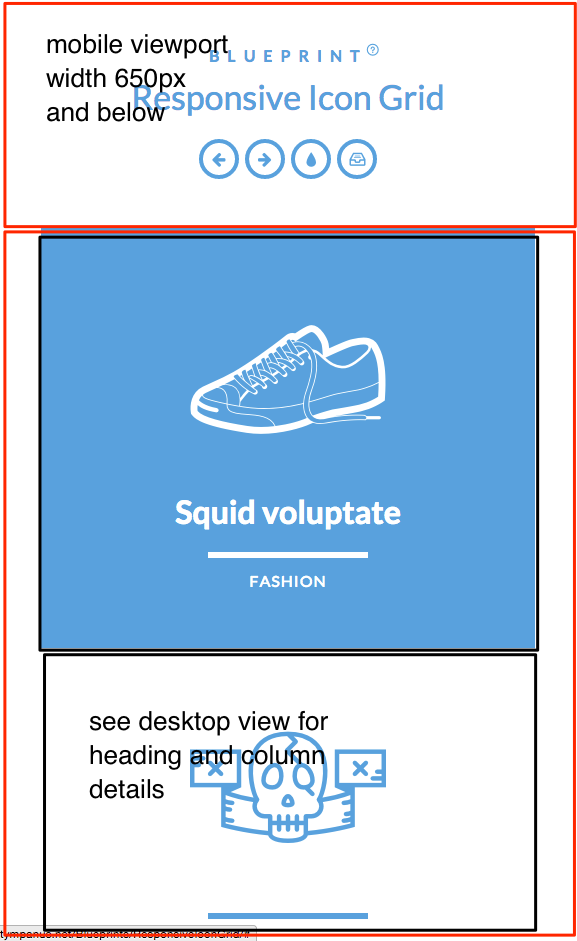 mobile viewport
width 650px
and below
BLUEPRINT ?
Responsive Icon Grid
Squid voluptate
FASHION
see desktop view for
heading and column
details
tympanus.net/Blueprints/ResponsiveIconGrid/#